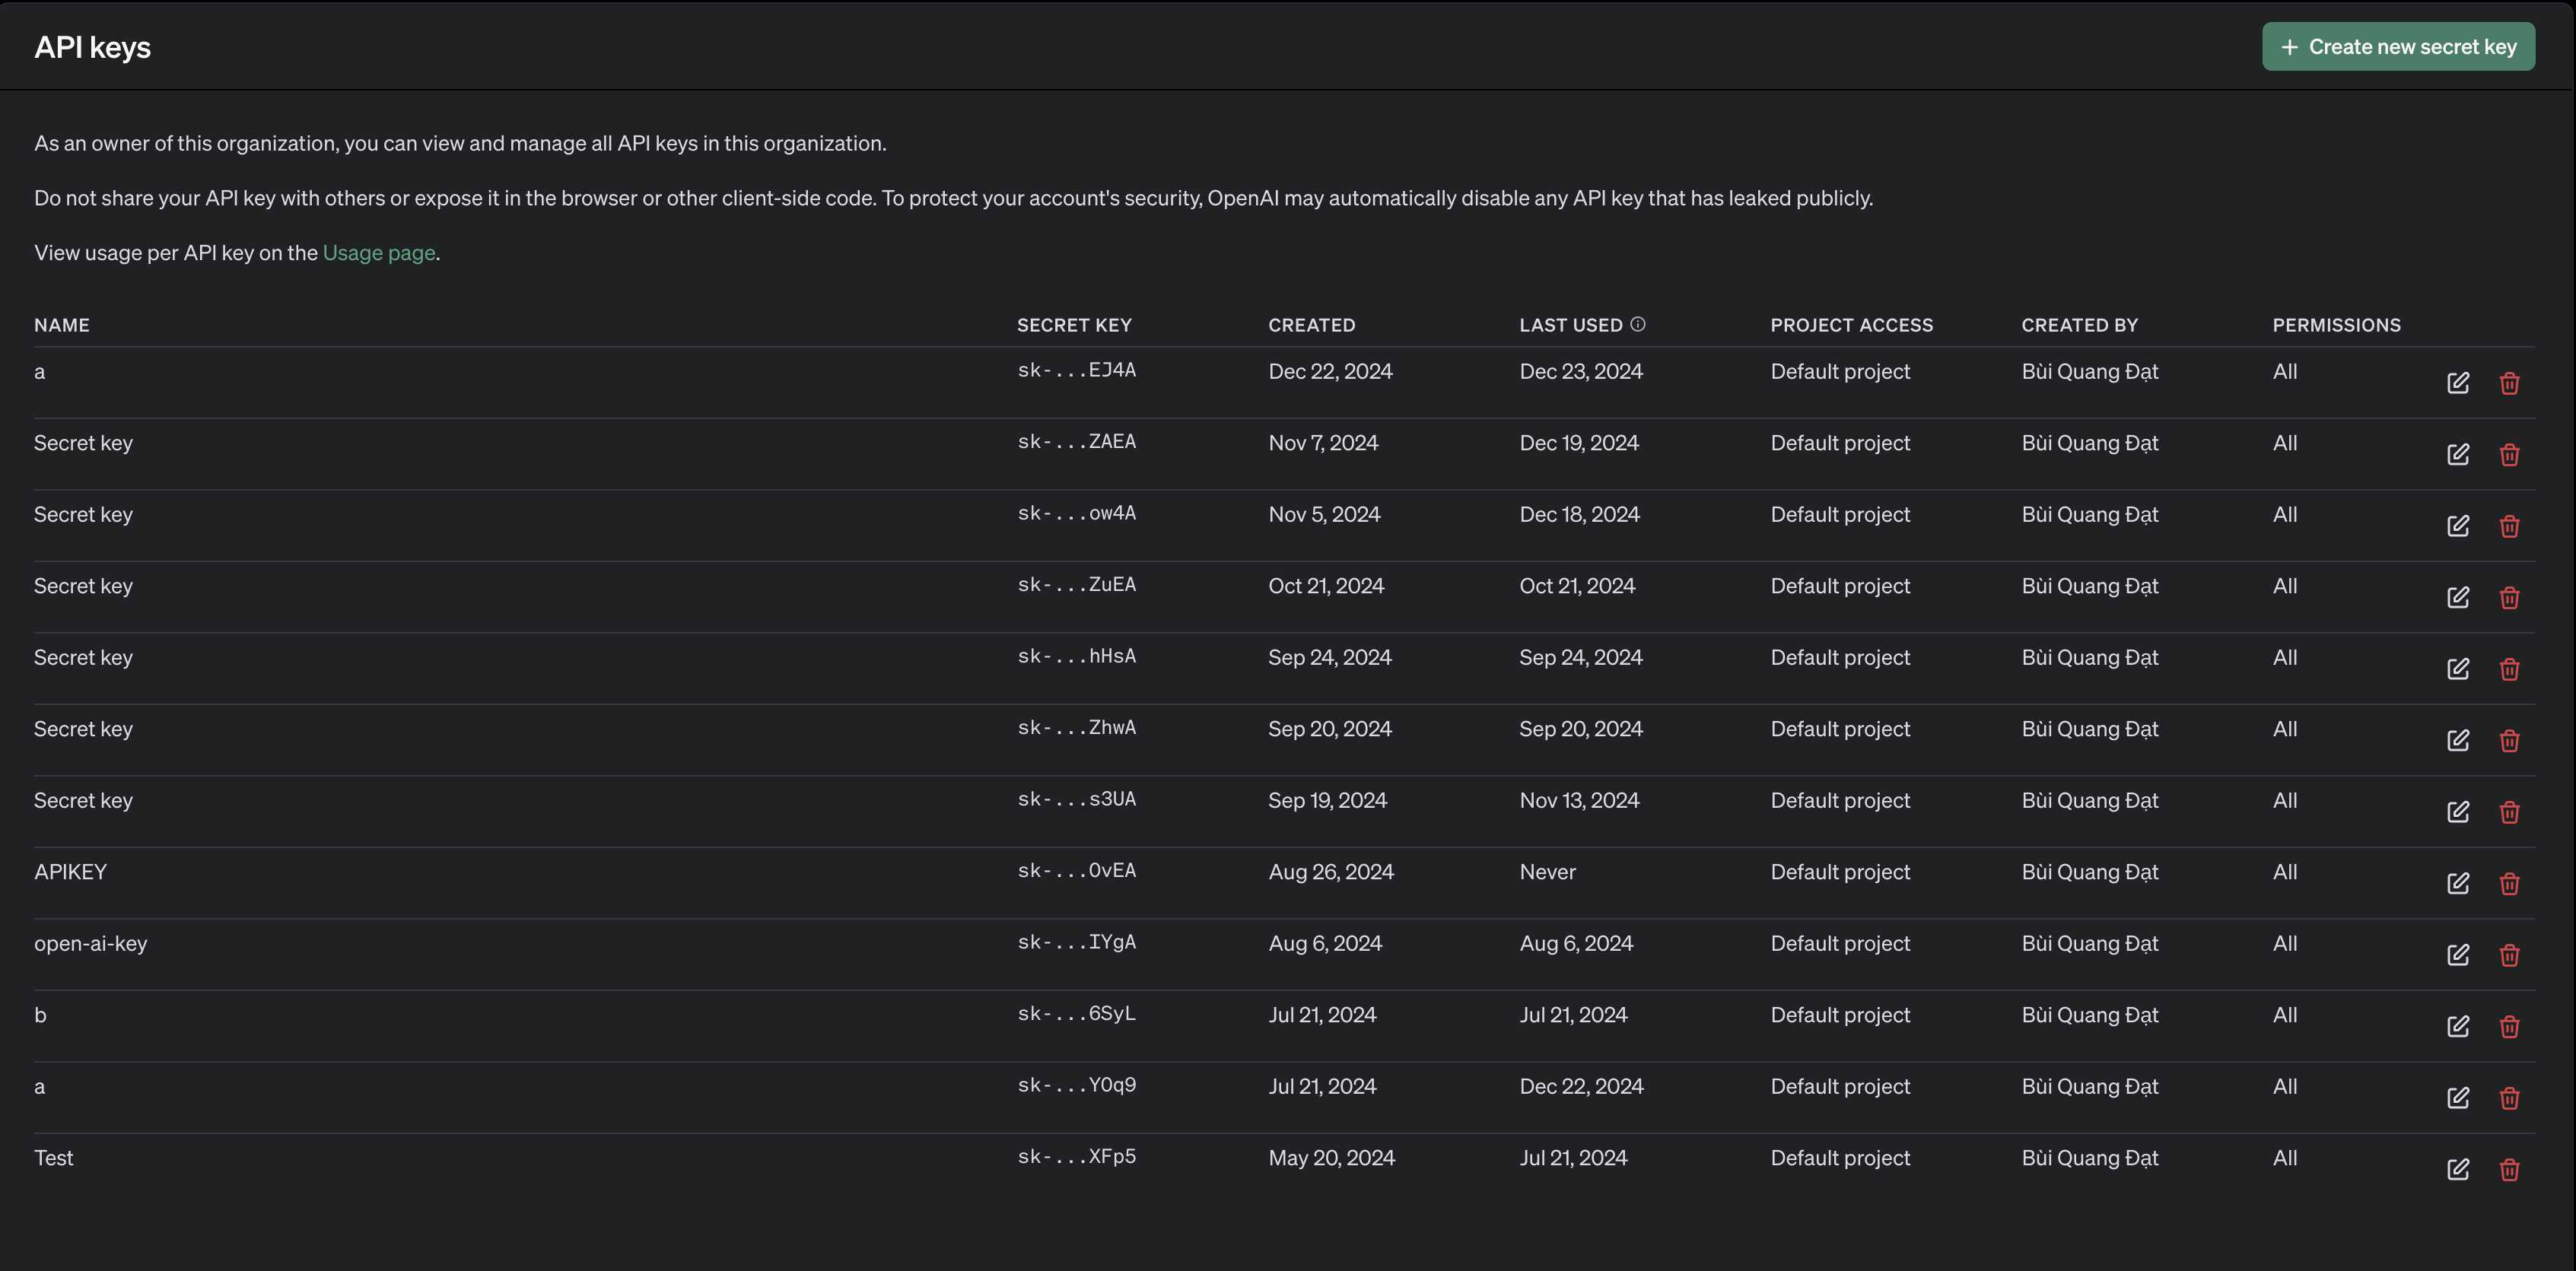 API keys
+ Create new secret key
As an owner of this organization, you can view and manage all API keys in this organization.
Do not share your API key with others or expose it in the browser or other client-side code. To protect your account's security, OpenAI may automatically disable any API key that has leaked publicly.
View usage per API key on the Usage page.
NAME SECRET KEY CREATED LAST USED PROJECT ACCESS CREATED BY PERMISSIONS
a sk-...EJ4A Dec 22, 2024 Dec 23, 2024 Default project Bùi Quang Đạt All
Secret key sk-...ZAEA Nov 7, 2024 Dec 19, 2024 Default project Bùi Quang Đạt All
Secret key sk-...ow4A Nov 5, 2024 Dec 18, 2024 Default project Bùi Quang Đạt All
Secret key sk-...ZuEA Oct 21, 2024 Oct 21, 2024 Default project Bùi Quang Đạt All
Secret key sk-...hHsA Sep 24, 2024 Sep 24, 2024 Default project Bùi Quang Đạt All
Secret key sk-...ZhwA Sep 20, 2024 Sep 20, 2024 Default project Bùi Quang Đạt All
Secret key sk-...s3UA Sep 19, 2024 Nov 13, 2024 Default project Bùi Quang Đạt All
APIKEY sk-...0vEA Aug 26, 2024 Never Default project Bùi Quang Đạt All
open-ai-key sk-...IYgA Aug 6, 2024 Aug 6, 2024 Default project Bùi Quang Đạt All
b sk-...6SyL Jul 21, 2024 Jul 21, 2024 Default project Bùi Quang Đạt All
a sk-...Y0q9 Jul 21, 2024 Dec 22, 2024 Default project Bùi Quang Đạt All
Test sk-...XFp5 May 20, 2024 Jul 21, 2024 Default project Bùi Quang Đạt All